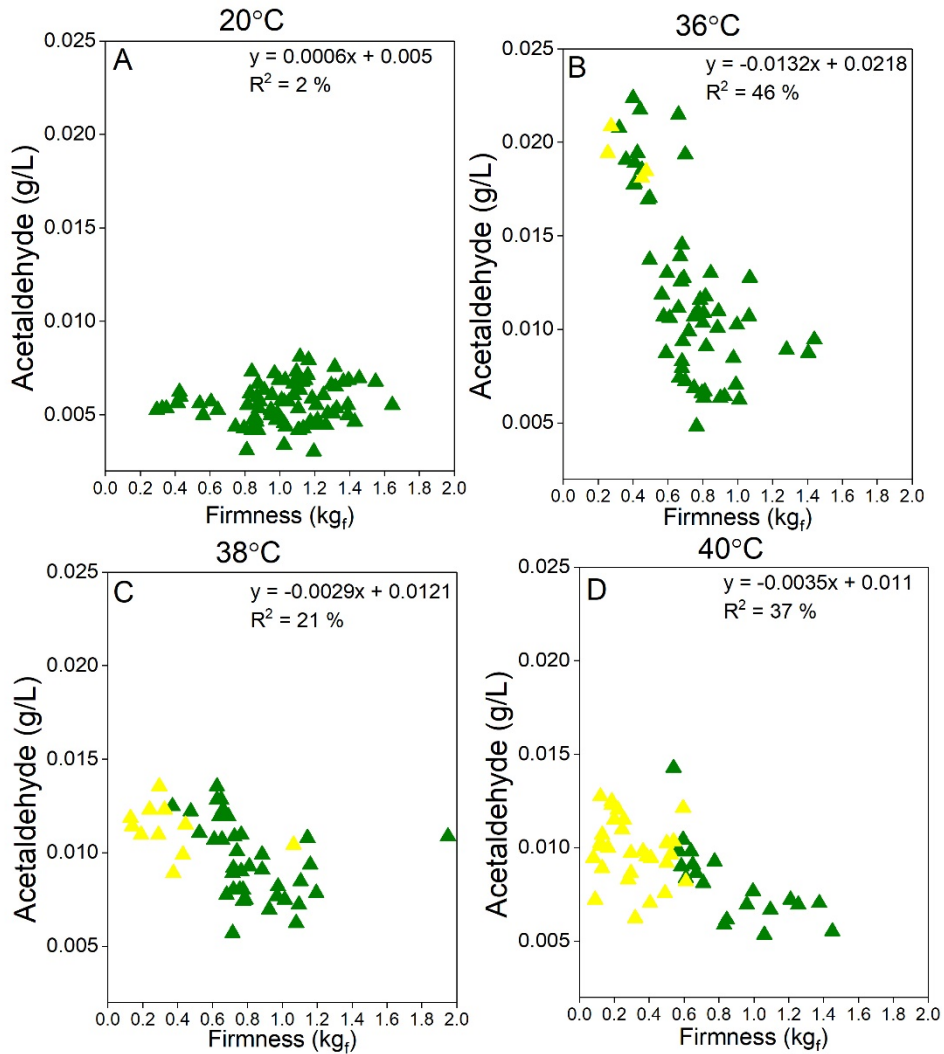 20°C
A
y = 0.0006x + 0.005
R² = 2 %
0.025
0.020
0.015
0.010
0.005
Acetaldehyde (g/L)
0.0 0.2 0.4 0.6 0.8 1.0 1.2 1.4 1.6 1.8 2.0
Firmness (kgf)
36°C
B
y = -0.0132x + 0.0218
R² = 46 %
0.025
0.020
0.015
0.010
0.005
Acetaldehyde (g/L)
0.0 0.2 0.4 0.6 0.8 1.0 1.2 1.4 1.6 1.8 2.0
Firmness (kgf)
38°C
C
y = -0.0029x + 0.0121
R² = 21 %
0.025
0.020
0.015
0.010
0.005
Acetaldehyde (g/L)
0.0 0.2 0.4 0.6 0.8 1.0 1.2 1.4 1.6 1.8 2.0
Firmness (kgf)
40°C
D
y = -0.0035x + 0.011
R² = 37 %
0.025
0.020
0.015
0.010
0.005
Acetaldehyde (g/L)
0.0 0.2 0.4 0.6 0.8 1.0 1.2 1.4 1.6 1.8 2.0
Firmness (kgf)